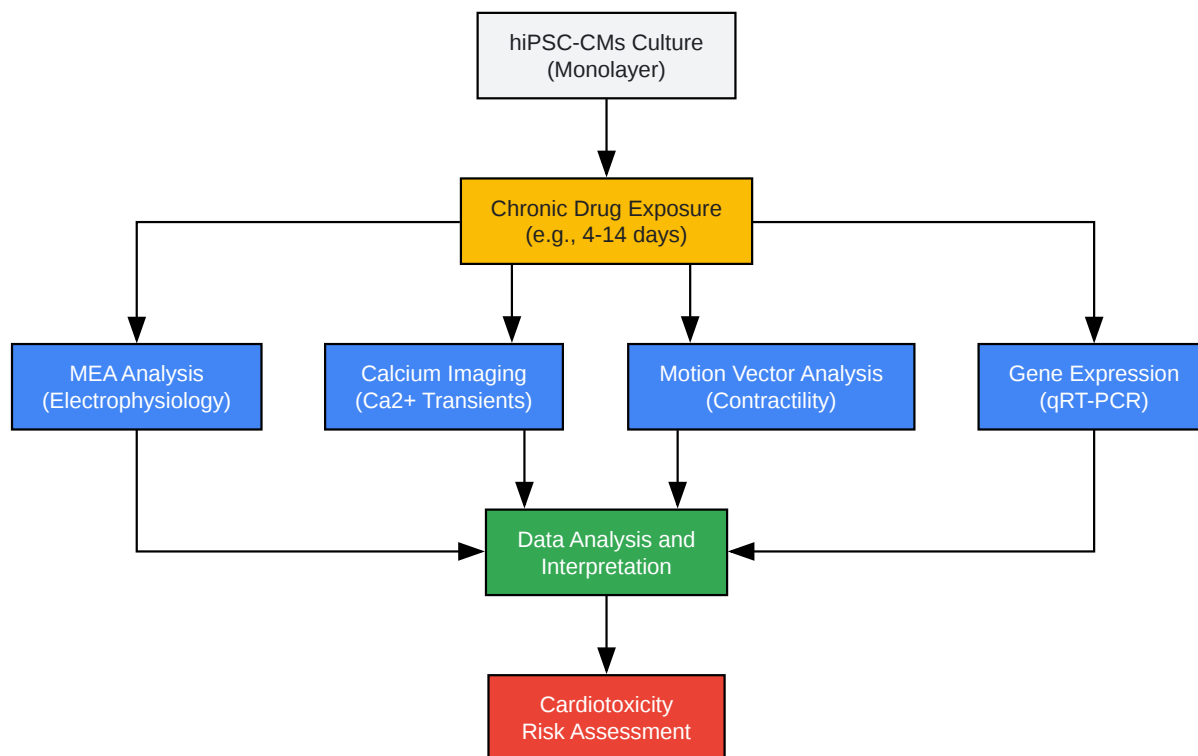 hiPSC-CMs Culture
(Monolayer)
Chronic Drug Exposure
(e.g., 4-14 days)
MEA Analysis
(Electrophysiology)
Calcium Imaging
(Ca2+ Transients)
Motion Vector Analysis
(Contractility)
Gene Expression
(qRT-PCR)
Data Analysis and
Interpretation
Cardiotoxicity
Risk Assessment